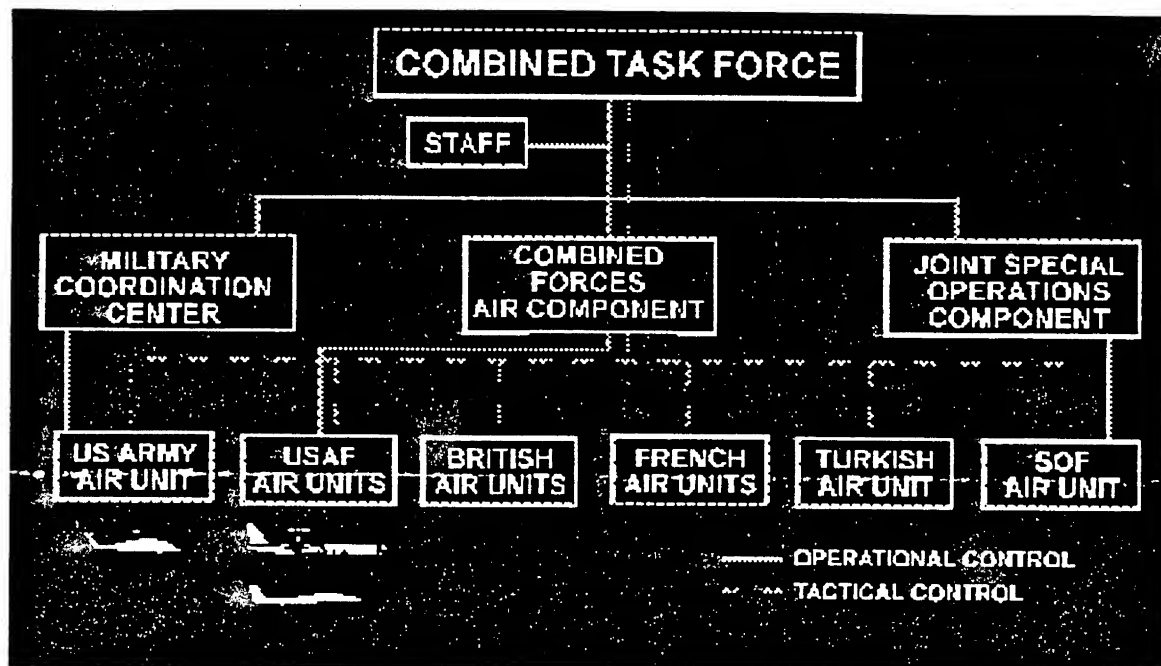 COMBINED TASK FORCE
STAFF
MILITARY
COORDINATION
CENTER
COMBINED
FORCES
AIR COMPONENT
JOINT SPECIAL
OPERATIONS
COMPONENT
US ARMY
AIR UNIT
USAF
AIR UNITS
BRITISH
AIR UNITS
FRENCH
AIR UNITS
TURKISH
AIR UNIT
SOF
AIR UNIT
OPERATIONAL CONTROL
TACTICAL CONTROL